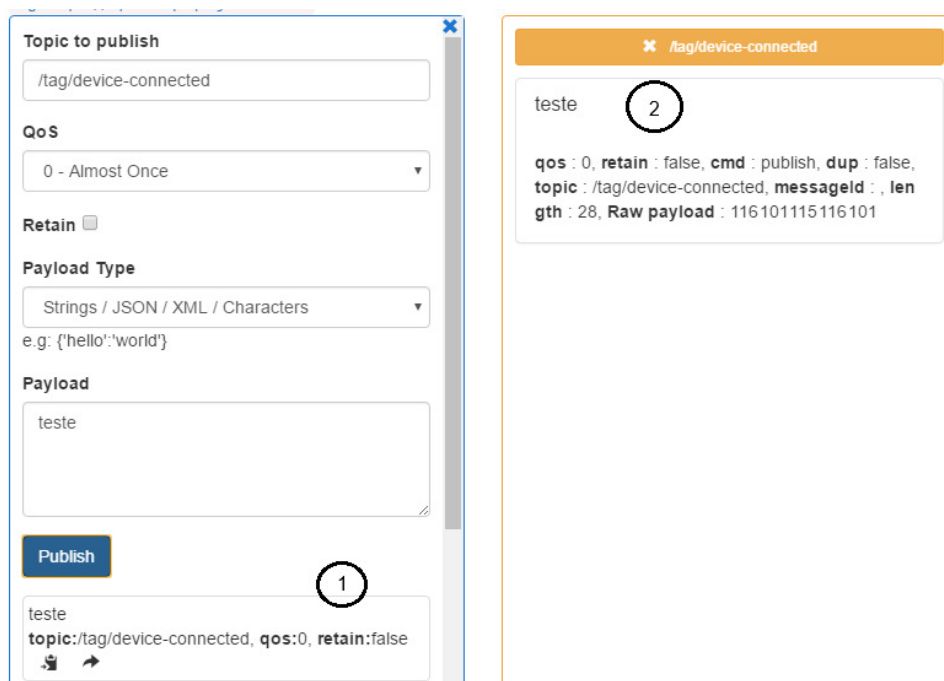 Topic to publish
/tag/device-connected
QoS
0 - Almost Once
Retain
Payload Type
Strings / JSON / XML / Characters
e.g: {'hello':'world'}
Payload
teste
Publish
1
teste
topic:/tag/device-connected, qos:0, retain:false
/tag/device-connected
teste
2
qos : 0, retain : false, cmd : publish, dup : false,
topic : /tag/device-connected, messageId : , len
gth : 28, Raw payload : 116101115116101